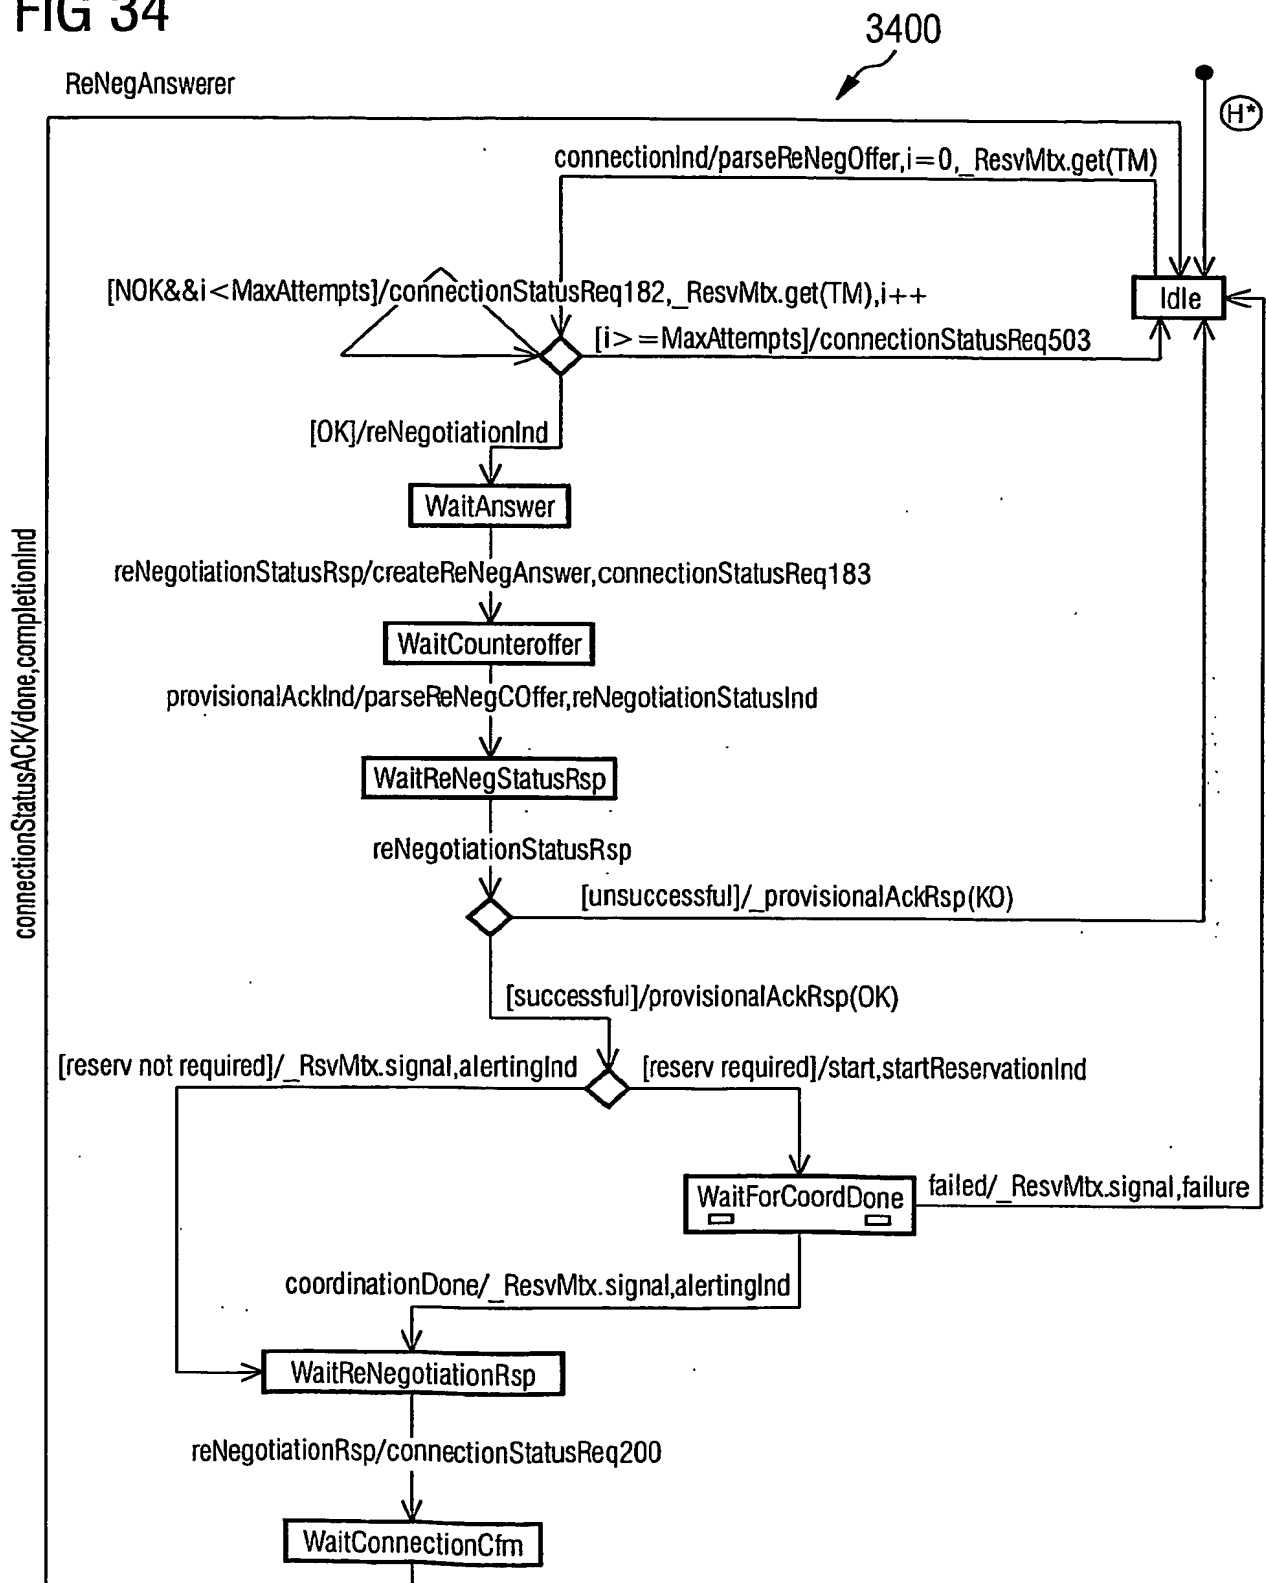 FIG 34
3400
ReNegAnswerer
H*
connectionInd/parseReNegOffer,i=0,_ResvMtx.get(TM)
[NOK&&i<MaxAttempts]/connectionStatusReq182,_ResvMtx.get(TM),i++
Idle
[i>=MaxAttempts]/connectionStatusReq503
[OK]/reNegotiationInd
WaitAnswer
reNegotiationStatusRsp/createReNegAnswer,connectionStatusReq183
WaitCounteroffer
provisionalAckInd/parseReNegCOffer,reNegotiationStatusInd
WaitReNegStatusRsp
connectionStatusACK/done,completionInd
reNegotiationStatusRsp
[unsuccessful]/_provisionalAckRsp(KO)
[successful]/provisionalAckRsp(OK)
[reserv not required]/_RsvMtx.signal,alertingInd
[reserv required]/start,startReservationInd
WaitForCoordDone
failed/_ResvMtx.signal,failure
coordinationDone/_ResvMtx.signal,alertingInd
WaitReNegotiationRsp
reNegotiationRsp/connectionStatusReq200
WaitConnectionCfm